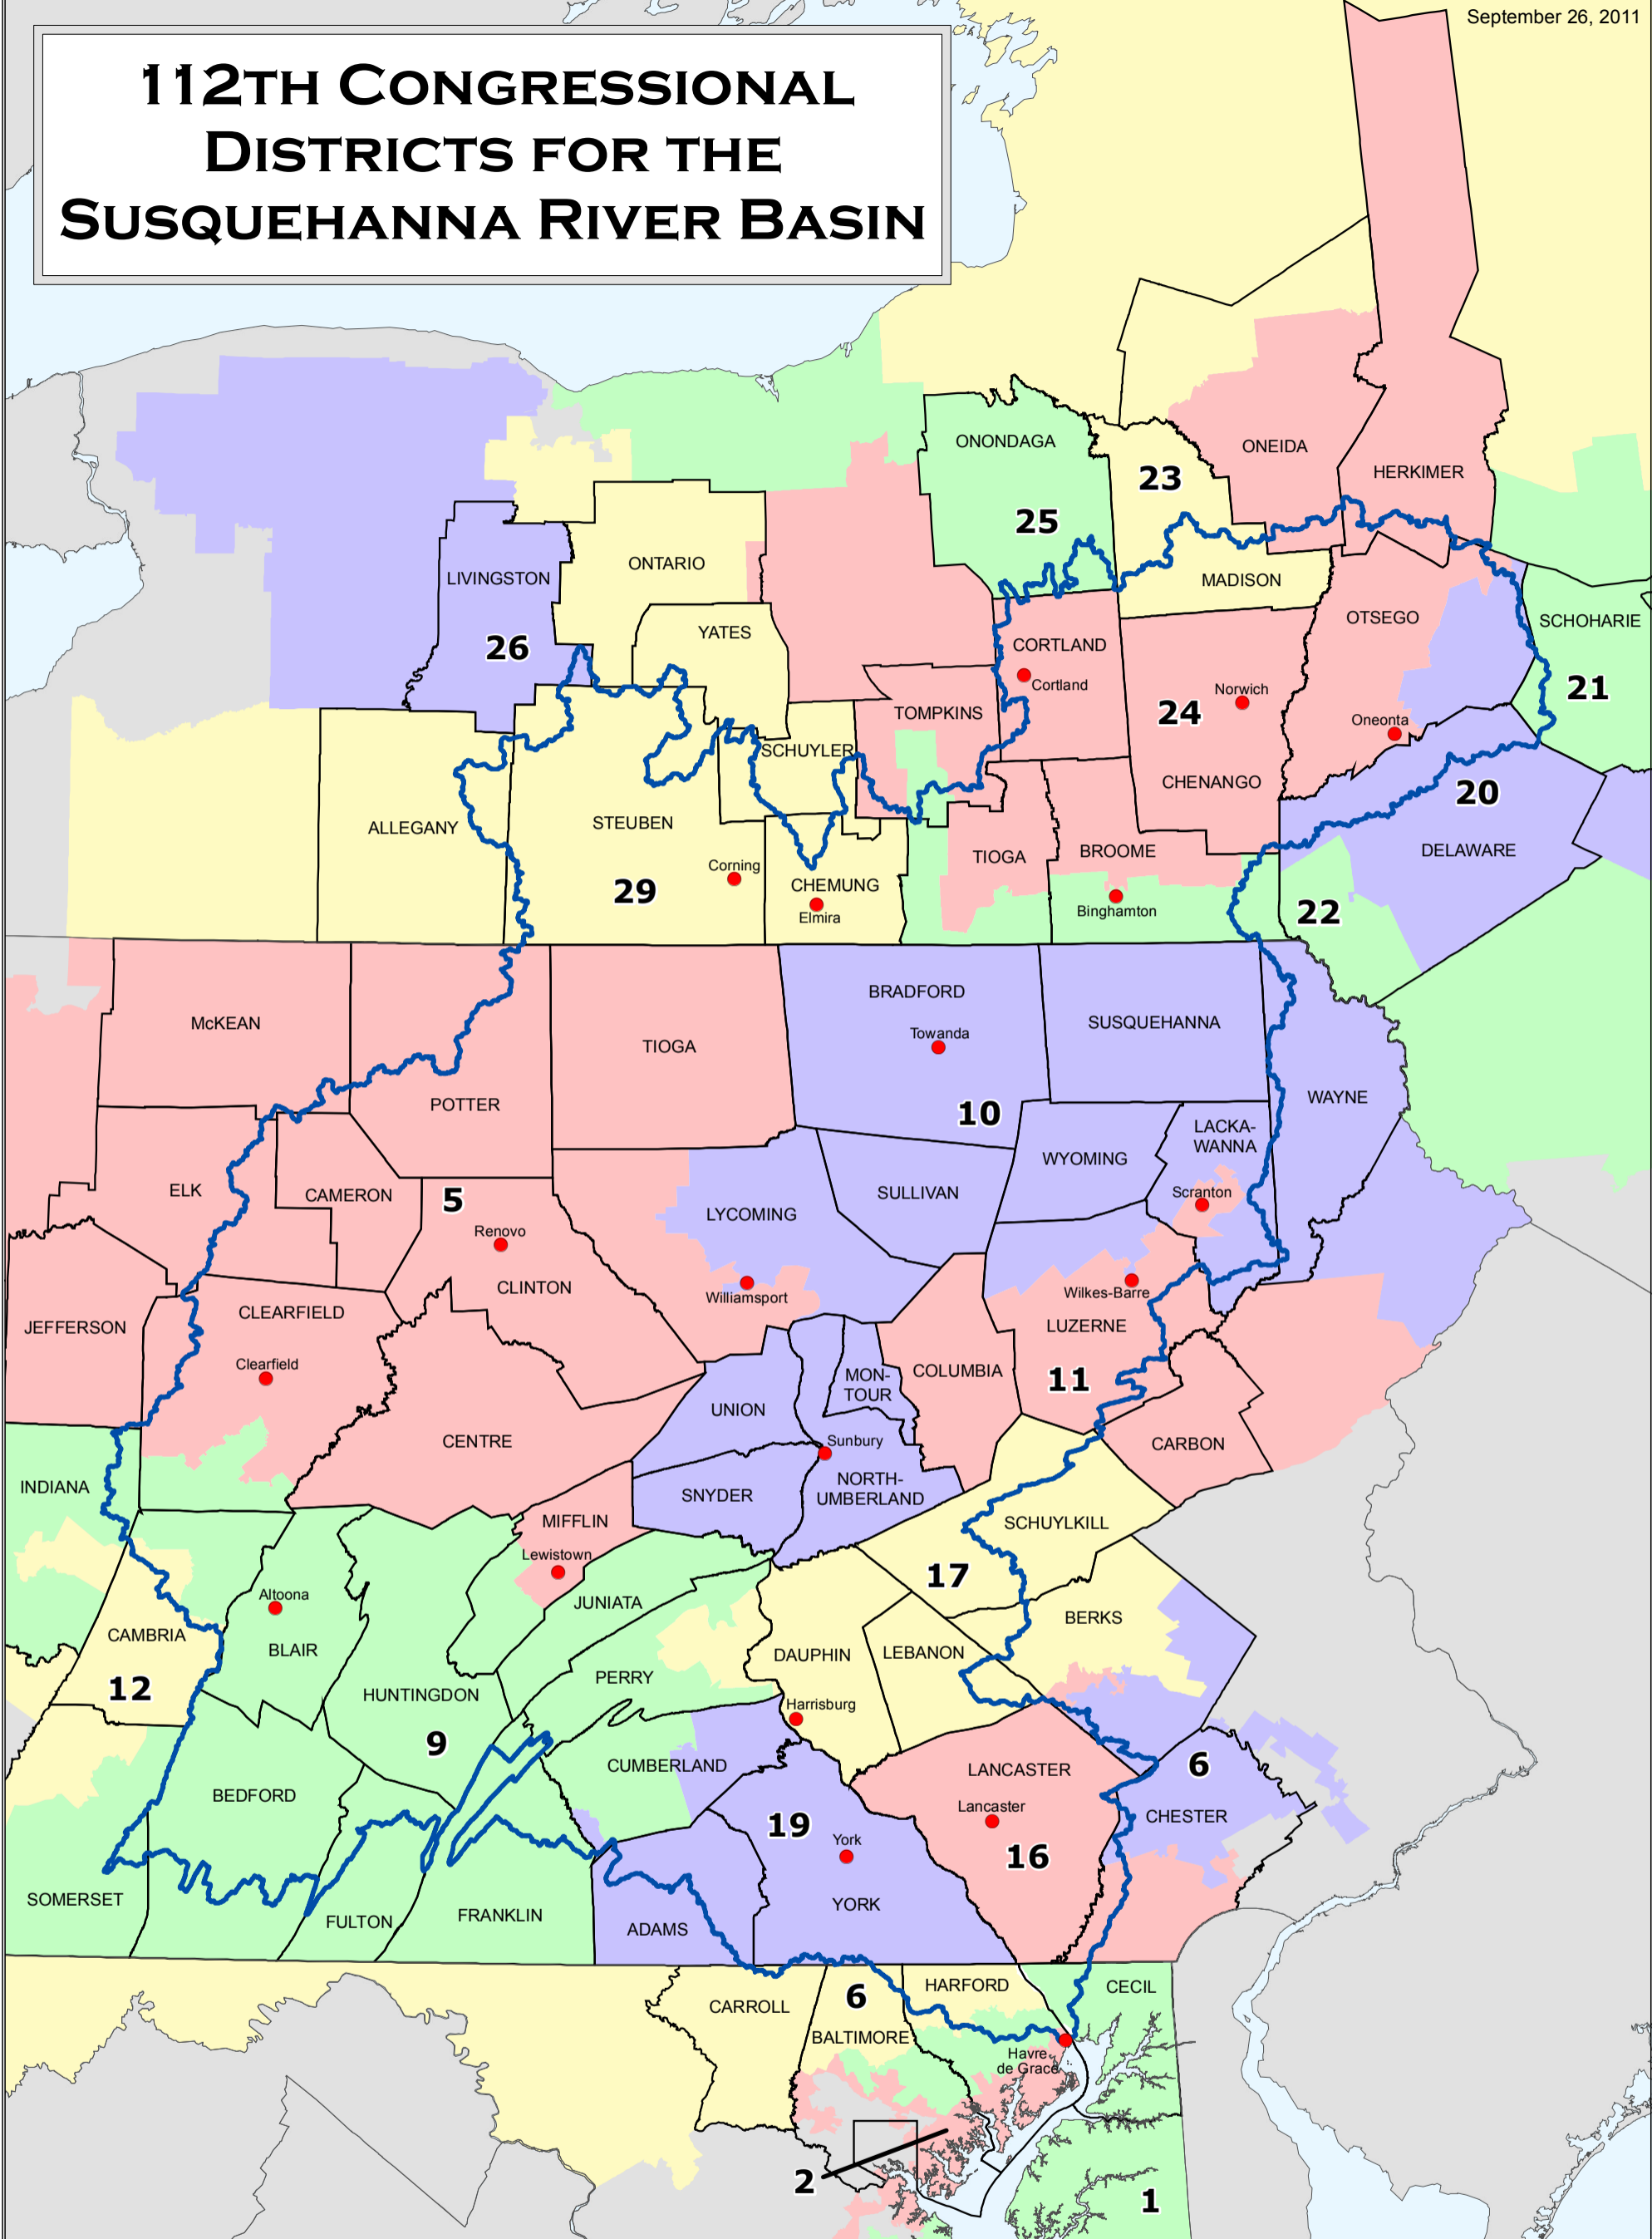 September 26, 2011
112TH CONGRESSIONAL
DISTRICTS FOR THE
SUSQUEHANNA RIVER BASIN
ONONDAGA
ONEIDA
HERKIMER
23
25
ONTARIO
LIVINGSTON
MADISON
OTSEGO
SCHOHARIE
YATES
26
CORTLAND
Cortland
Norwich
21
24
TOMPKINS
Oneonta
SCHUYLER
CHENANGO
20
STEUBEN
ALLEGANY
DELAWARE
TIOGA
BROOME
Corning
29
CHEMUNG
Elmira
Binghamton
22
BRADFORD
McKEAN
SUSQUEHANNA
Towanda
TIOGA
WAYNE
POTTER
10
LACKA-
WANNA
WYOMING
ELK
CAMERON
5
SULLIVAN
Scranton
LYCOMING
Renovo
CLINTON
Williamsport
Wilkes-Barre
CLEARFIELD
JEFFERSON
LUZERNE
Clearfield
COLUMBIA
MON-
TOUR
11
UNION
CENTRE
Sunbury
CARBON
INDIANA
SNYDER
NORTH-
UMBERLAND
MIFFLIN
SCHUYLKILL
Lewistown
17
Altoona
JUNIATA
BERKS
CAMBRIA
BLAIR
DAUPHIN
LEBANON
12
PERRY
HUNTINGDON
Harrisburg
9
CUMBERLAND
LANCASTER
6
BEDFORD
Lancaster
CHESTER
19
York
16
SOMERSET
YORK
FULTON
FRANKLIN
ADAMS
HARFORD
CECIL
6
CARROLL
BALTIMORE
Havre
de Grace
2
1